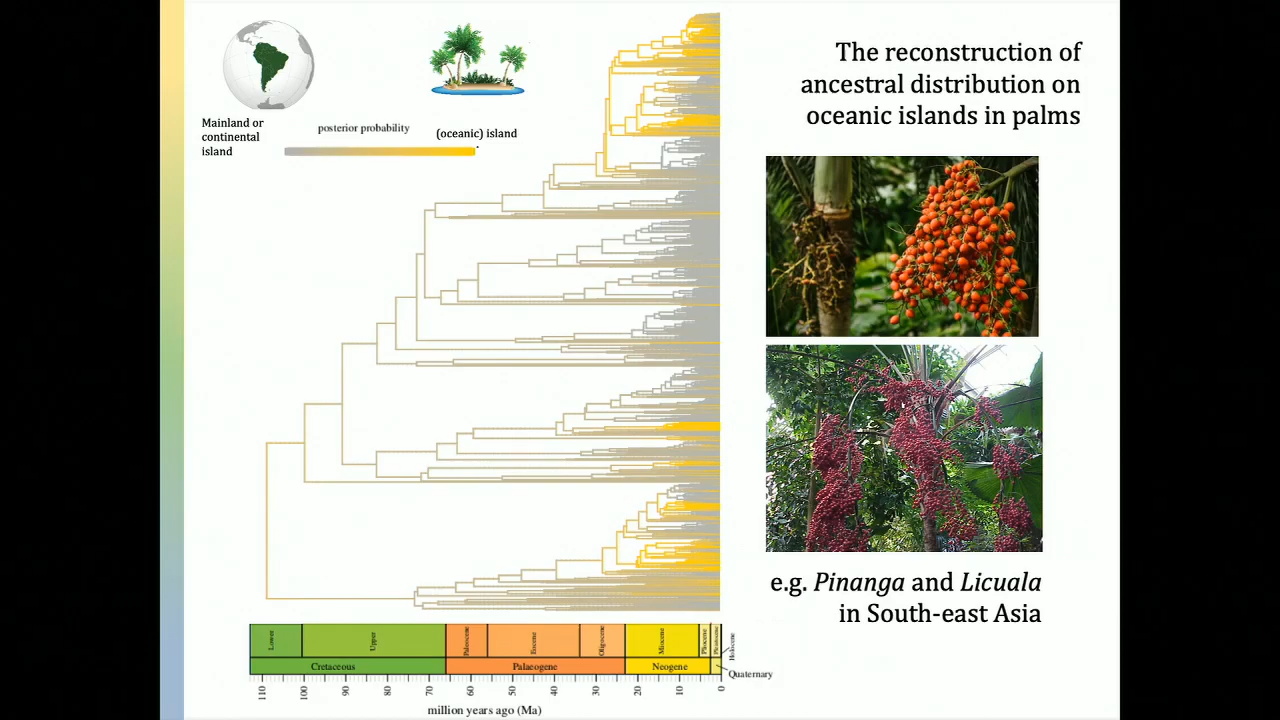 The reconstruction of
ancestral distribution on
oceanic islands in palms
Mainland or
continental
island
posterior probability
(oceanic) island
e.g. Pinanga and Licuala
in South-east Asia
Lower
Upper
Paleocene
Eocene
Oligocene
Miocene
Pliocene
Pleistocene
Holocene
Cretaceous
Palaeogene
Neogene
Quaternary
110
100
90
80
70
60
50
40
30
20
10
0
million years ago (Ma)